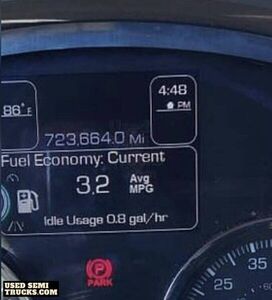 86°F
4:48
PM
723,664.0 Mi
Fuel Economy: Current
3.2 Avg
MPG
Idle Usage 0.8 gal/hr
PARK
25
35
USED SEMI
TRUCKS.COM